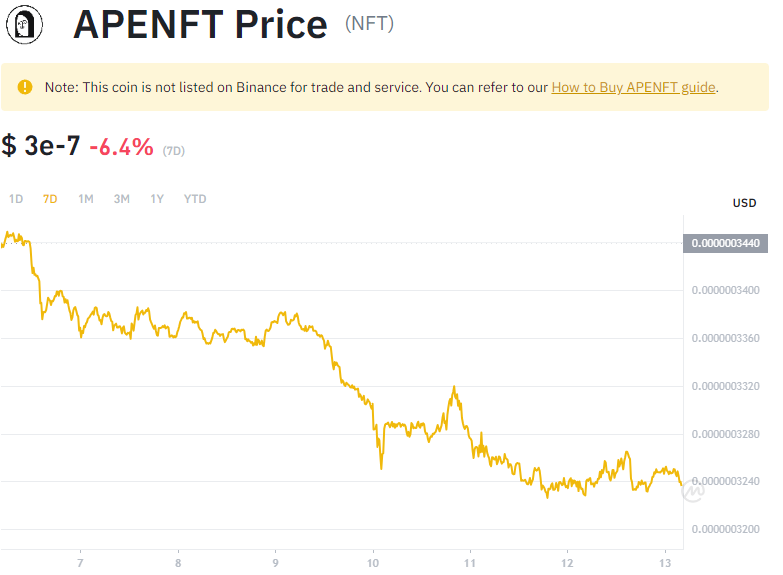 APENFT Price (NFT)
Note: This coin is not listed on Binance for trade and service. You can refer to our How to Buy APENFT guide.
$ 3e-7 -6.4% (7D)
1D 7D 1M 3M 1Y YTD
USD
0.0000003440
0.0000003400
0.0000003360
0.0000003320
0.0000003280
0.0000003240
0.0000003200
7 8 9 10 11 12 13